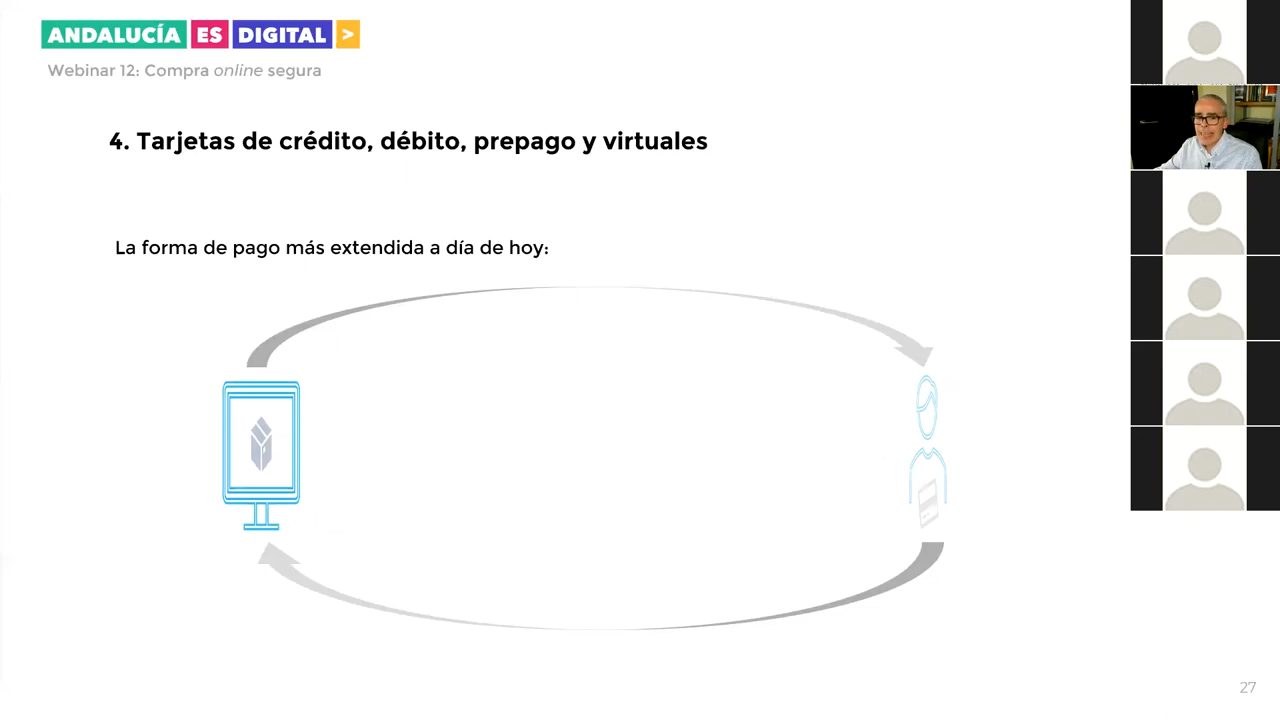 ANDALUCÍA ES DIGITAL >
Webinar 12: Compra online segura
4. Tarjetas de crédito, débito, prepago y virtuales
La forma de pago más extendida a día de hoy:
27